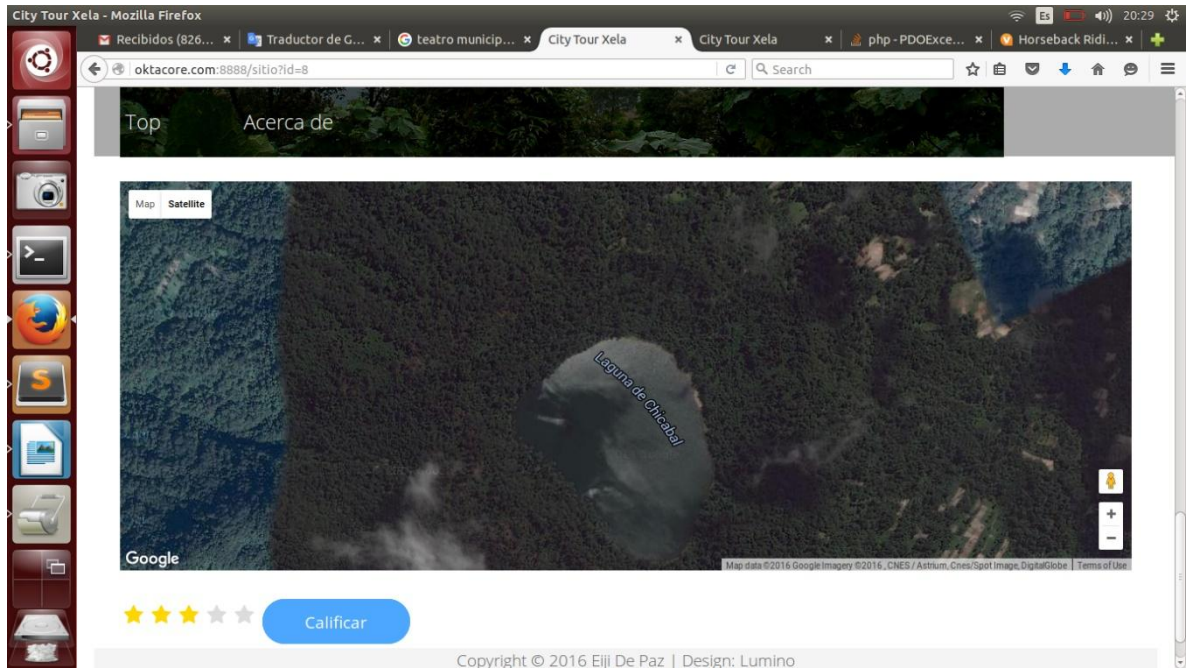 City Tour Xela - Mozilla Firefox
Es
20:29
Recibidos (826...
Traductor de G...
teatro municip...
City Tour Xela
City Tour Xela
php - PDOExce...
Horseback Ridi...
oktacore.com:8888/sitio?id=8
Search
Top
Acerca de
Map
Satellite
Laguna de Chicabal
Google
Map data ©2016 Google Imagery ©2016 , CNES / Astrium, Cnes/Spot Image, DigitalGlobe
Terms of Use
Calificar
Copyright © 2016 Eiji De Paz | Design: Lumino